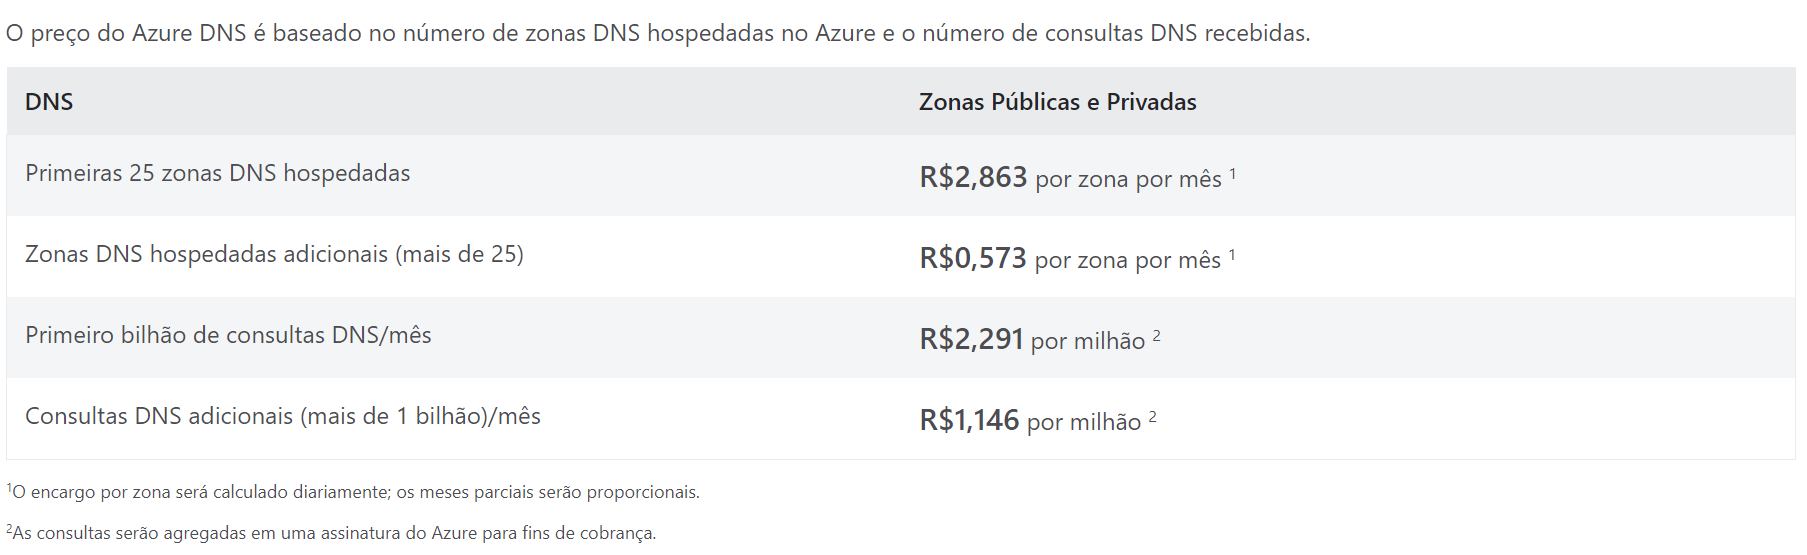 O preço do Azure DNS é baseado no número de zonas DNS hospedadas no Azure e o número de consultas DNS recebidas.
DNS Zonas Públicas e Privadas
Primeiras 25 zonas DNS hospedadas R$2,863 por zona por mês ¹
Zonas DNS hospedadas adicionais (mais de 25) R$0,573 por zona por mês ¹
Primeiro bilhão de consultas DNS/mês R$2,291 por milhão ²
Consultas DNS adicionais (mais de 1 bilhão)/mês R$1,146 por milhão ²
¹O encargo por zona será calculado diariamente; os meses parciais serão proporcionais.
²As consultas serão agregadas em uma assinatura do Azure para fins de cobrança.